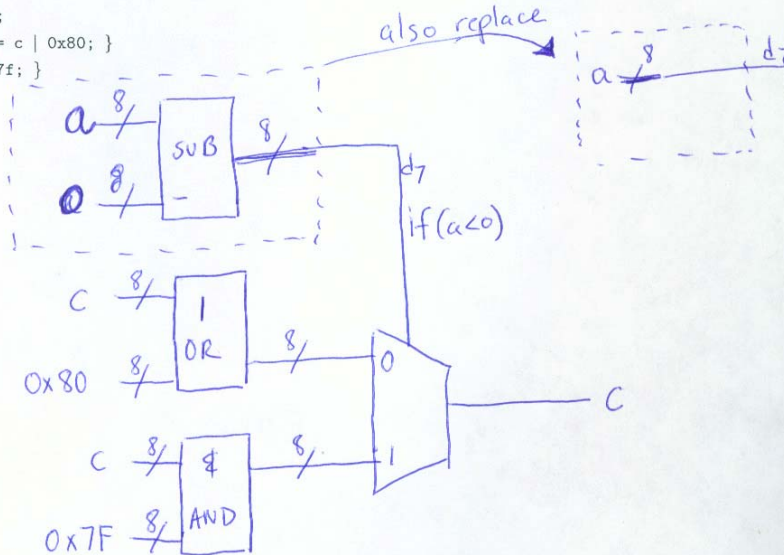 ;
= c | 0x80; }
7f; }
also replace
a 8
d7
a 8
SUB
8
0 8
-
d7
if(a<0)
C 8
|
OR
8
0
0x80 8
C
C 8
&
AND
8
1
0x7F 8